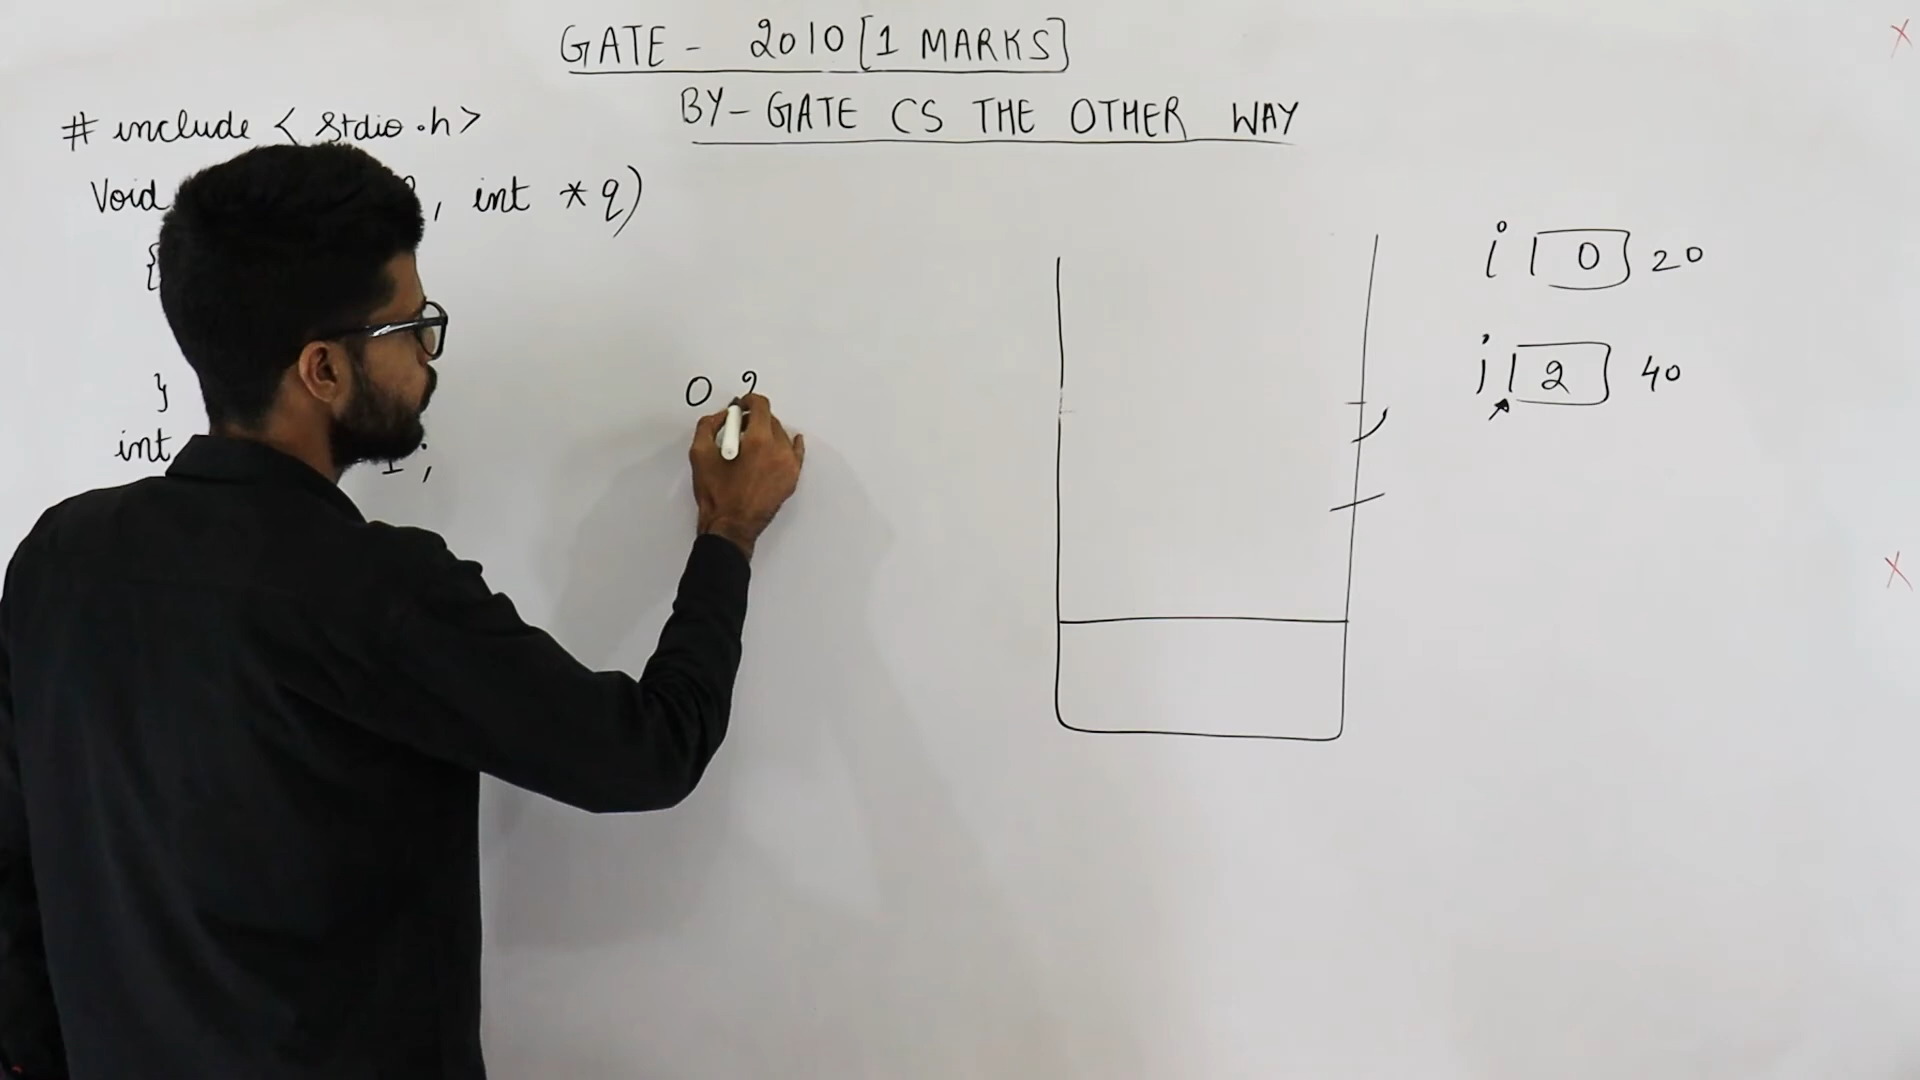 GATE - 2010 [1 MARKS]
BY - GATE CS THE OTHER WAY
# include < stdio.h>
Void , int *q)
{
}
int ;
0 2
i 0 20
j 2 40